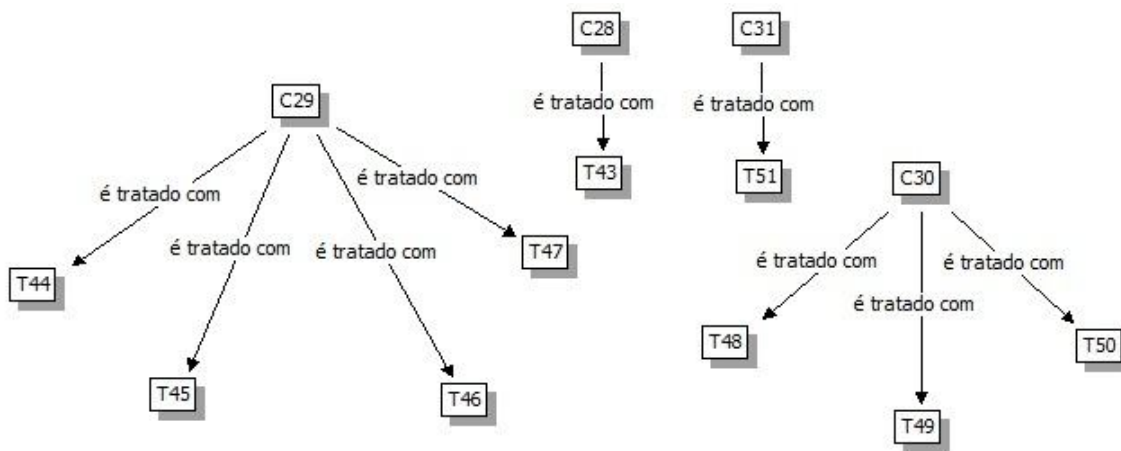 C28
C31
é tratado com
é tratado com
T43
T51
C29
é tratado com
é tratado com
é tratado com
é tratado com
T44
T45
T46
T47
C30
é tratado com
é tratado com
é tratado com
T48
T49
T50